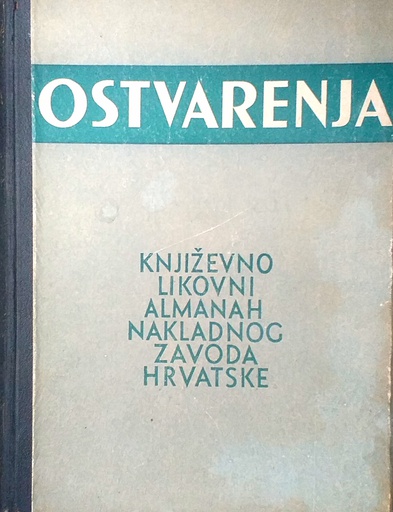 OSTVARENJA
KNJIŽEVNO
LIKOVNI
ALMANAH
NAKLADNOG
ZAVODA
HRVATSKE